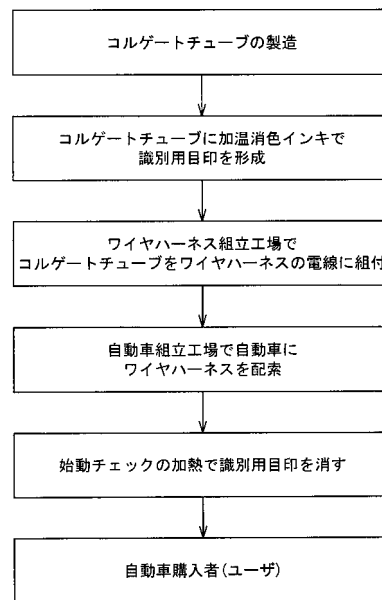 コルゲートチューブの製造
コルゲートチューブに加温消色インキで
識別用目印を形成
ワイヤハーネス組立工場で
コルゲートチューブをワイヤハーネスの電線に組付
自動車組立工場で自動車に
ワイヤハーネスを配索
始動チェックの加熱で識別用目印を消す
自動車購入者(ユーザ)